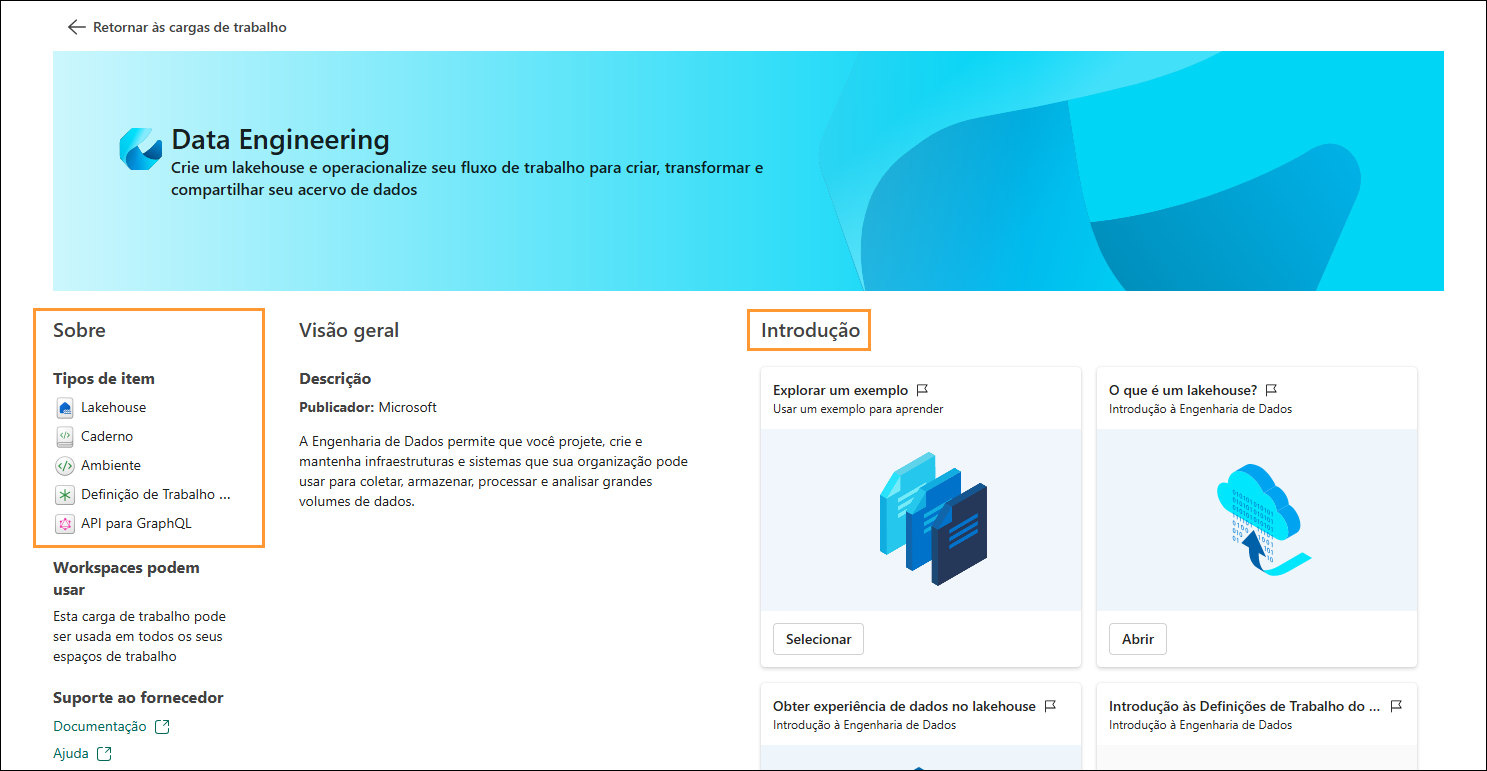 Retornar às cargas de trabalho
Data Engineering
Crie um lakehouse e operacionalize seu fluxo de trabalho para criar, transformar e
compartilhar seu acervo de dados
Sobre
Tipos de item
Lakehouse
Caderno
Ambiente
Definição de Trabalho ...
API para GraphQL
Workspaces podem
usar
Esta carga de trabalho pode
ser usada em todos os seus
espaços de trabalho
Suporte ao fornecedor
Documentação
Ajuda
Visão geral
Descrição
Publicador: Microsoft
A Engenharia de Dados permite que você projete, crie e
mantenha infraestruturas e sistemas que sua organização pode
usar para coletar, armazenar, processar e analisar grandes
volumes de dados.
Introdução
Explorar um exemplo
Usar um exemplo para aprender
Selecionar
O que é um lakehouse?
Introdução à Engenharia de Dados
Abrir
Obter experiência de dados no lakehouse
Introdução à Engenharia de Dados
Introdução às Definições de Trabalho do ...
Introdução à Engenharia de Dados